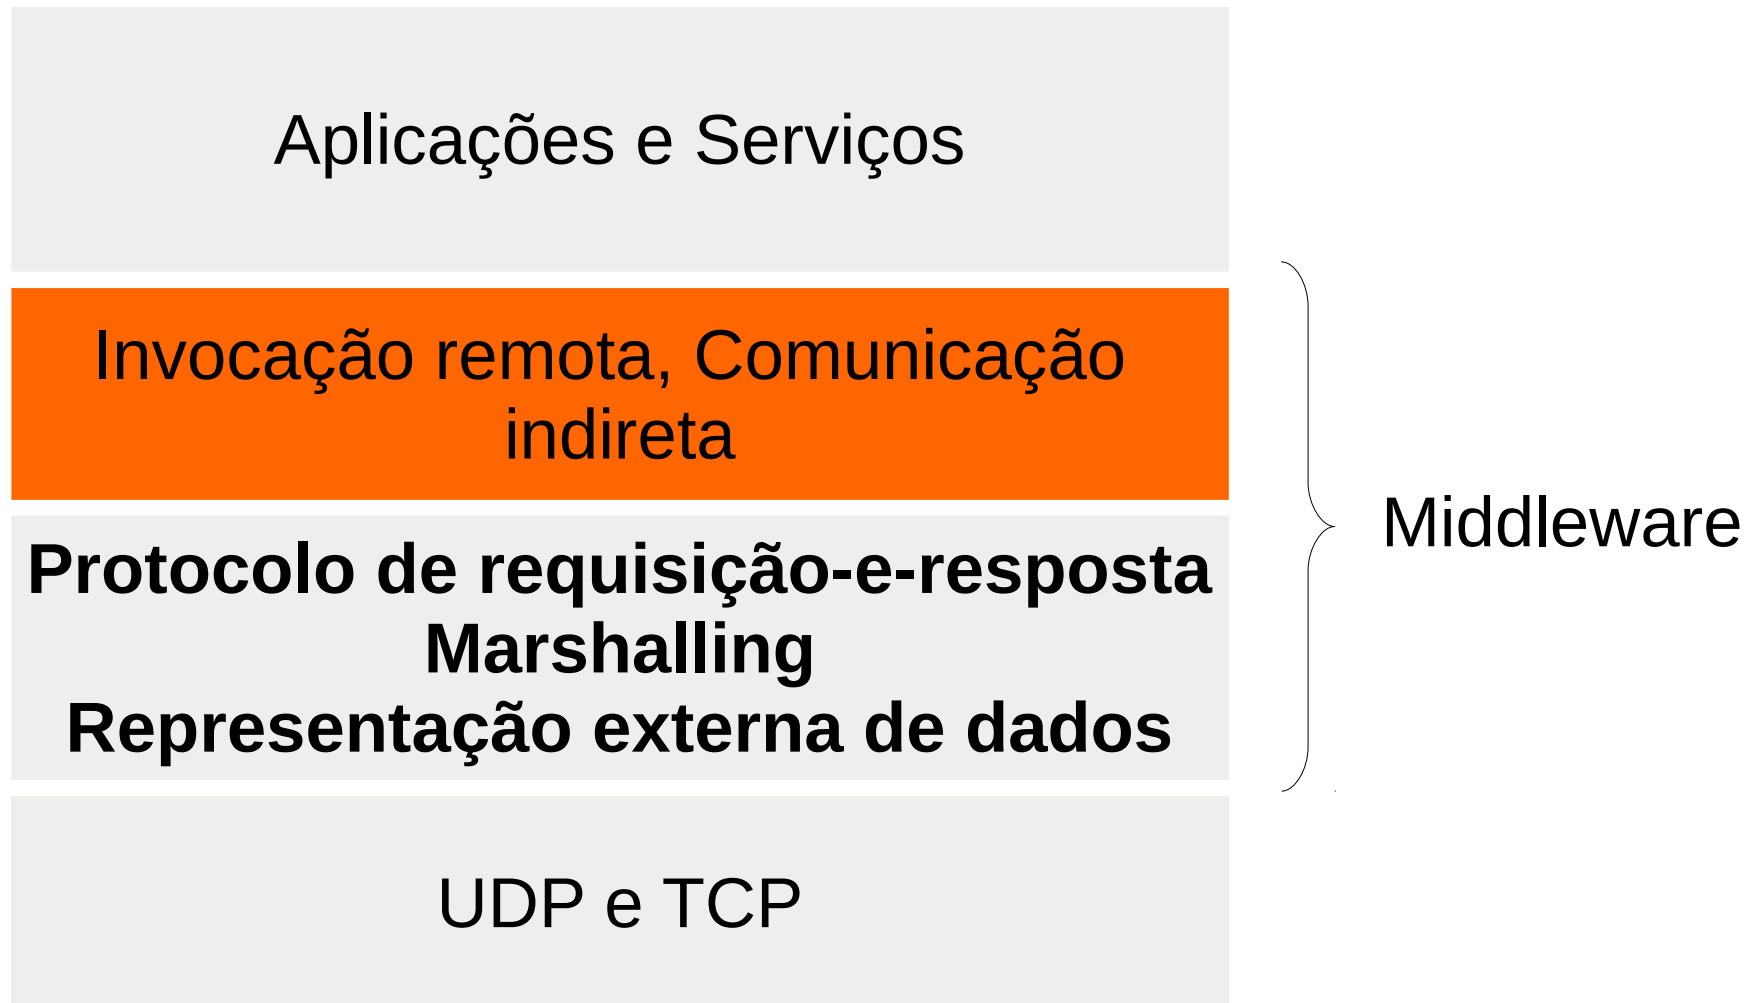 Aplicações e Serviços
Invocação remota, Comunicação
indireta
Protocolo de requisição-e-resposta
Marshalling
Representação externa de dados
UDP e TCP
Middleware